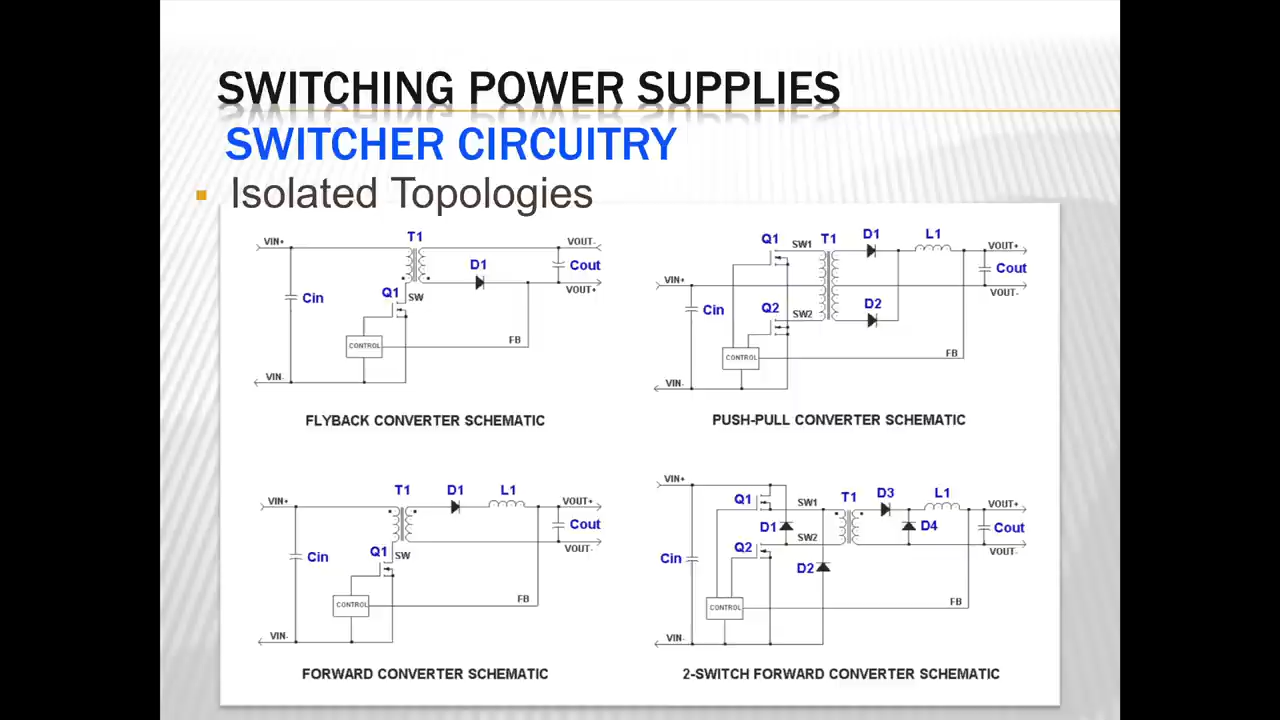 SWITCHING POWER SUPPLIES
SWITCHER CIRCUITRY
Isolated Topologies
VIN+
T1
VOUT-
D1
Cout
VOUT+
Cin
Q1
SW
CONTROL
FB
VIN-
FLYBACK CONVERTER SCHEMATIC
Q1
SW1
T1
D1
L1
VOUT+
Cout
VIN+
VOUT-
Cin
Q2
SW2
D2
CONTROL
FB
VIN-
PUSH-PULL CONVERTER SCHEMATIC
VIN+
T1
D1
L1
VOUT+
Cout
VOUT-
Cin
Q1
SW
CONTROL
FB
VIN-
FORWARD CONVERTER SCHEMATIC
VIN+
Q1
SW1
T1
D3
L1
VOUT+
D1
D4
Cout
SW2
Q2
VOUT-
Cin
D2
CONTROL
FB
VIN-
2-SWITCH FORWARD CONVERTER SCHEMATIC